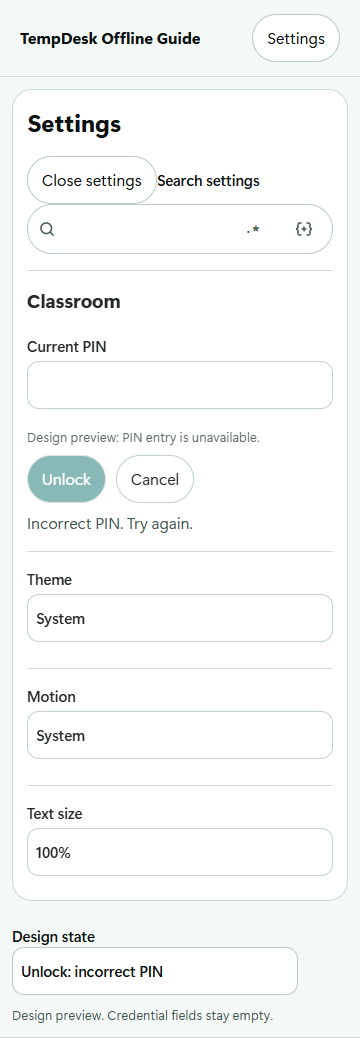 TempDesk Offline Guide
Settings
Settings
Close settings
Search settings
.*
{+}
Classroom
Current PIN
Design preview: PIN entry is unavailable.
Unlock
Cancel
Incorrect PIN. Try again.
Theme
System
Motion
System
Text size
100%
Design state
Unlock: incorrect PIN
Design preview. Credential fields stay empty.